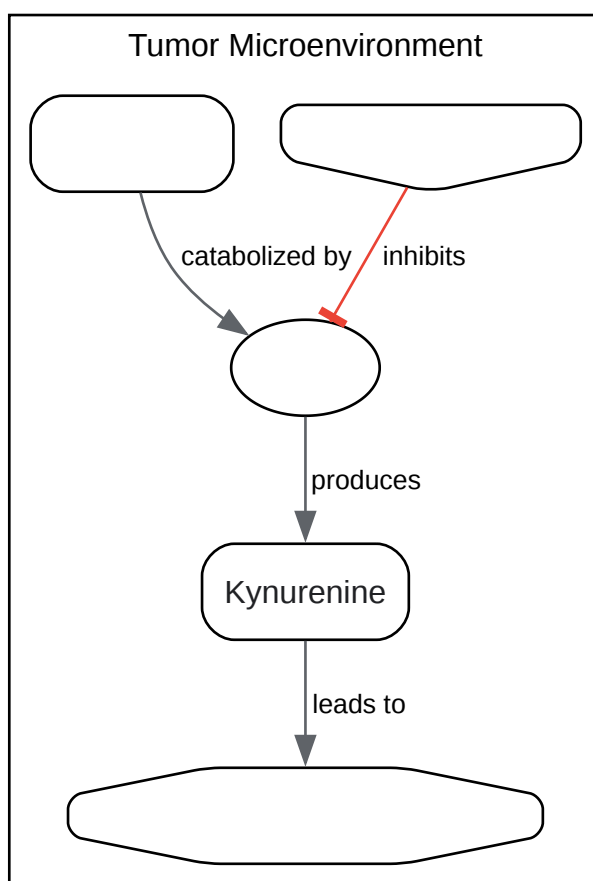 Tumor Microenvironment
catabolized by
inhibits
produces
Kynurenine
leads to